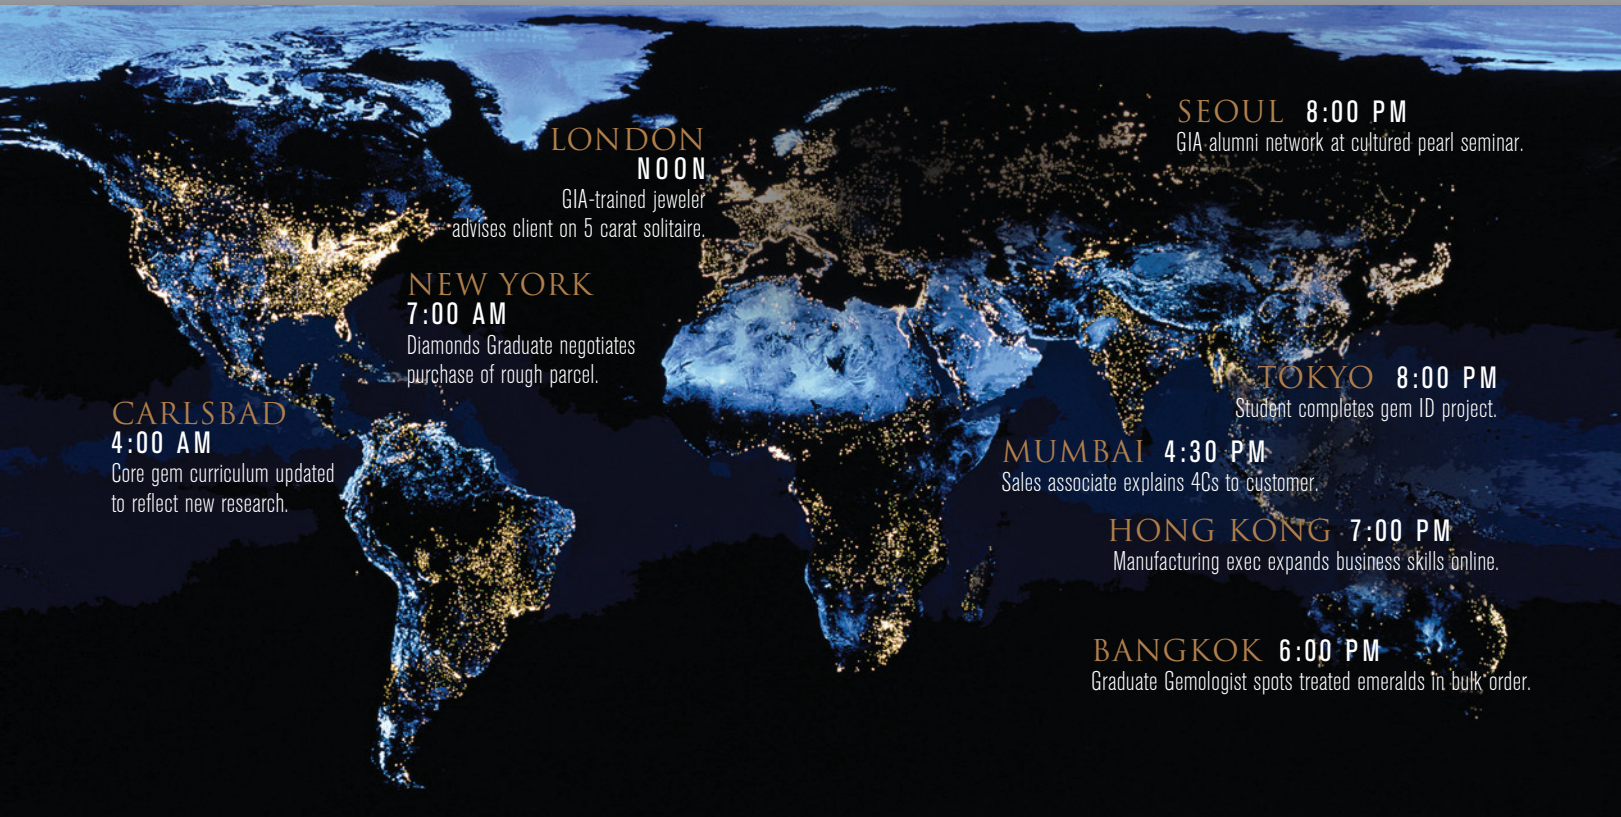 LONDON
NOON
GIA-trained jeweler
advises client on 5 carat solitaire.
NEW YORK
7:00 AM
Diamonds Graduate negotiates
purchase of rough parcel.
CARLSBAD
4:00 AM
Core gem curriculum updated
to reflect new research.
SEOUL 8:00 PM
GIA alumni network at cultured pearl seminar.
TOKYO 8:00 PM
Student completes gem ID project.
MUMBAI 4:30 PM
Sales associate explains 4Cs to customer.
HONG KONG 7:00 PM
Manufacturing exec expands business skills online.
BANGKOK 6:00 PM
Graduate Gemologist spots treated emeralds in bulk order.